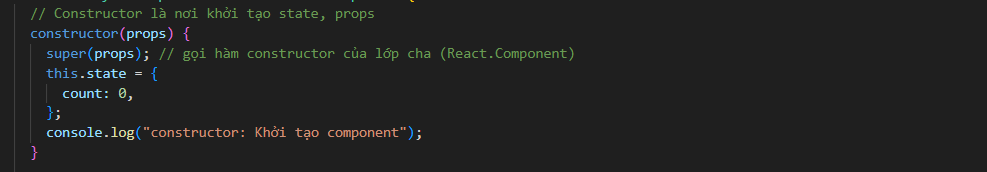 // Constructor là nơi khởi tạo state, props
constructor(props) {
super(props); // gọi hàm constructor của lớp cha (React.Component)
this.state = {
count: 0,
};
console.log("constructor: Khởi tạo component");
}